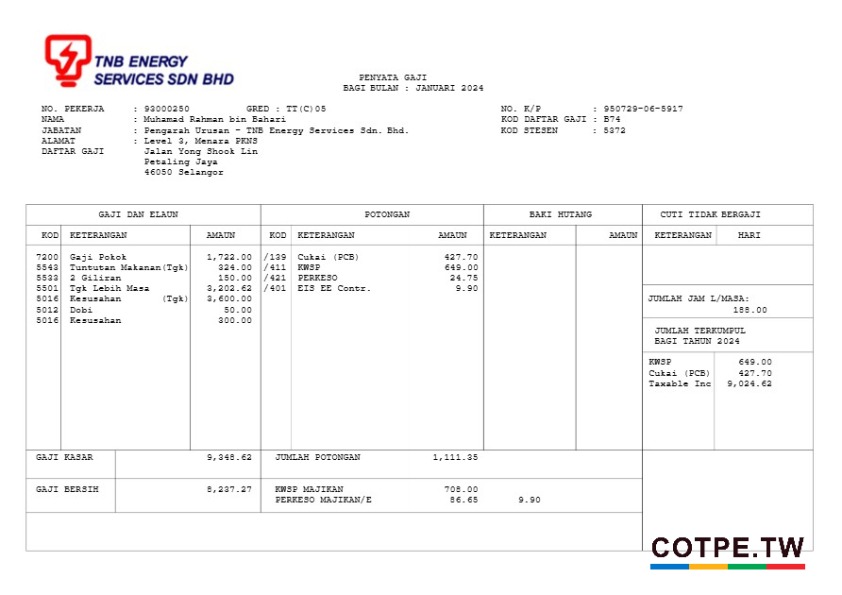 TNB ENERGY
SERVICES SDN BHD
PENYATA GAJI
BAGI BULAN : JANUARI 2024
NO. PEKERJA : 93000250 GRED : TT(C)05 NO. K/P : 950729-06-5917
NAMA : Muhamad Rahman bin Bahari KOD DAFTAR GAJI : B74
JABATAN : Pengarah Urusan - TNB Energy Services Sdn. Bhd. KOD STESEN : 5372
ALAMAT : Level 3, Menara PKNS
DAFTAR GAJI Jalan Yong Shook Lin
Petaling Jaya
46050 Selangor
GAJI DAN ELAUN POTONGAN BAKI HUTANG CUTI TIDAK BERGAJI
KOD KETERANGAN AMAUN KOD KETERANGAN AMAUN KETERANGAN AMAUN KETERANGAN HARI
7200 Gaji Pokok 1,722.00 /139 Cukai (PCB) 427.70
5543 Tuntutan Makanan(Tgk) 324.00 /411 KWSP 649.00
5533 2 Giliran 150.00 /421 PERKESO 24.75
5501 Tgk Lebih Masa 3,202.62 /401 EIS EE Contr. 9.90
5016 Kesusahan (Tgk) 3,600.00
5012 Dobi 50.00
5016 Kesusahan 300.00
JUMLAH JAM L/MASA:
188.00
JUMLAH TERKUMPUL
BAGI TAHUN 2024
KWSP 649.00
Cukai (PCB) 427.70
Taxable Inc 9,024.62
GAJI KASAR 9,348.62 JUMLAH POTONGAN 1,111.35
GAJI BERSIH 8,237.27 KWSP MAJIKAN 708.00
PERKESO MAJIKAN/E 86.65 9.90
COTPE.TW